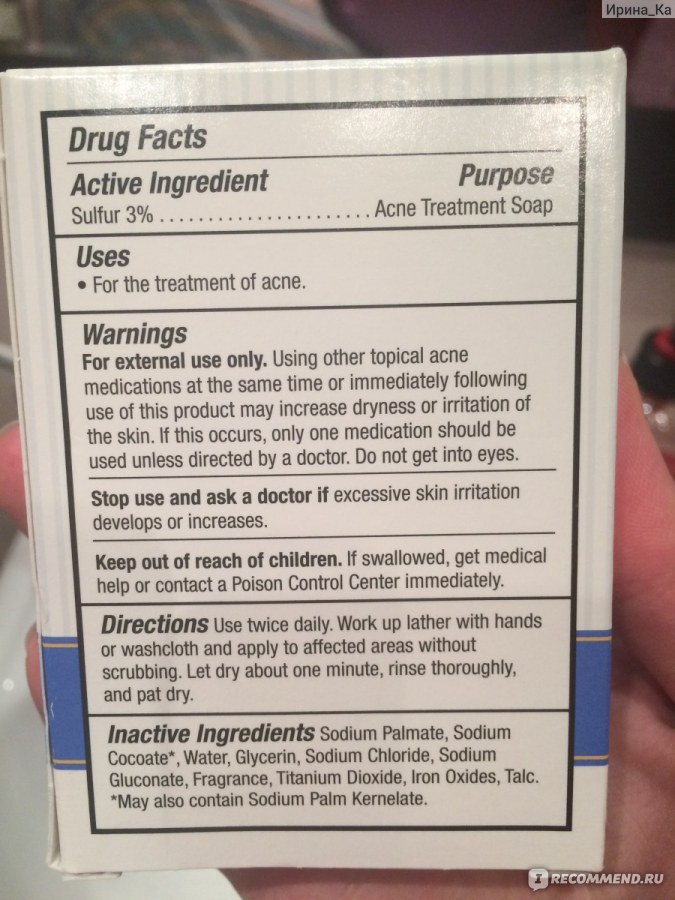 Ирина_Ка
Drug Facts
Active Ingredient Purpose
Sulfur 3% ...................... Acne Treatment Soap
Uses
• For the treatment of acne.
Warnings
For external use only. Using other topical acne
medications at the same time or immediately following
use of this product may increase dryness or irritation of
the skin. If this occurs, only one medication should be
used unless directed by a doctor. Do not get into eyes.
Stop use and ask a doctor if excessive skin irritation
develops or increases.
Keep out of reach of children. If swallowed, get medical
help or contact a Poison Control Center immediately.
Directions Use twice daily. Work up lather with hands
or washcloth and apply to affected areas without
scrubbing. Let dry about one minute, rinse thoroughly,
and pat dry.
Inactive Ingredients Sodium Palmate, Sodium
Cocoate*, Water, Glycerin, Sodium Chloride, Sodium
Gluconate, Fragrance, Titanium Dioxide, Iron Oxides, Talc.
*May also contain Sodium Palm Kernelate.
IRECOMMEND.RU